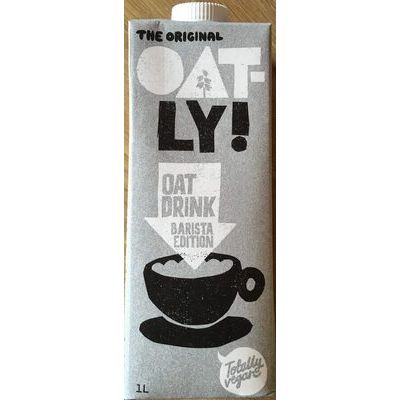 THE ORIGINAL
OAT-
LY!
OAT
DRINK
BARISTA
EDITION
Totally
vegan
1L